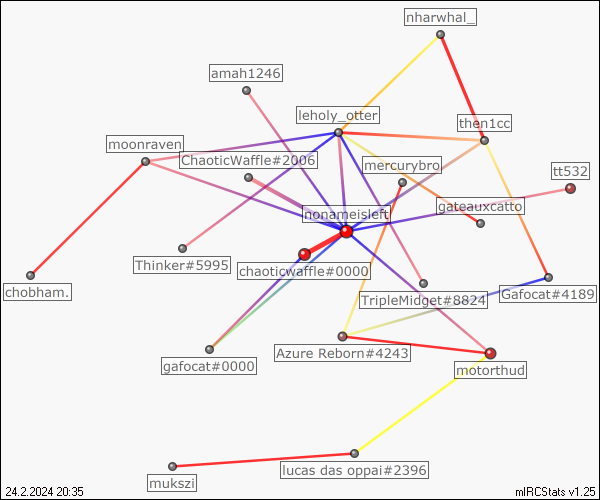 nharwhal_
amah1246
leholy_otter
then1cc
moonraven
ChaoticWaffle#2006
mercurybro
tt532
nonameisleft
gateauxcatto
Thinker#5995
chaoticwaffle#0000
chobham.
TripleMidget#8824
Gafocat#4189
gafocat#0000
Azure Reborn#4243
motorthud
lucas das oppai#2396
mukszi
24.2.2024 20:35
mIRCStats v1.25